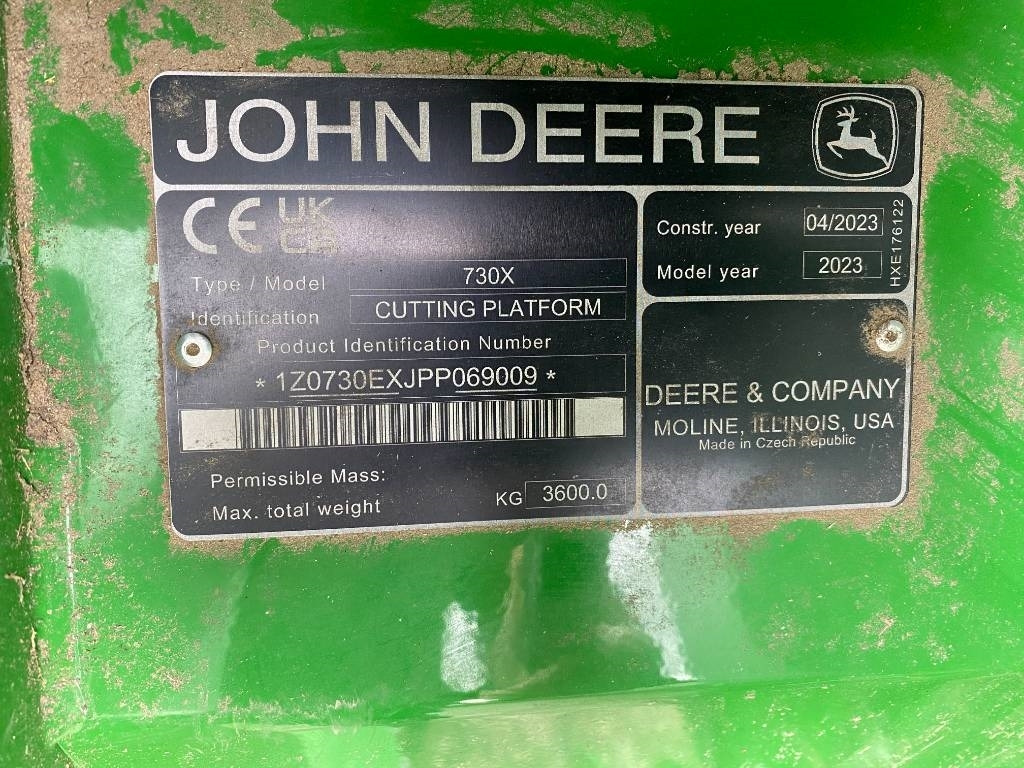 JOHN DEERE
CE UK CA
Type / Model 730X
Identification CUTTING PLATFORM
Product Identification Number
* 1Z0730EXJPP069009 *
Permissible Mass:
Max. total weight KG 3600.0
Constr. year 04/2023
Model year 2023
HXE176122
DEERE & COMPANY
MOLINE, ILLINOIS, USA
Made in Czech Republic